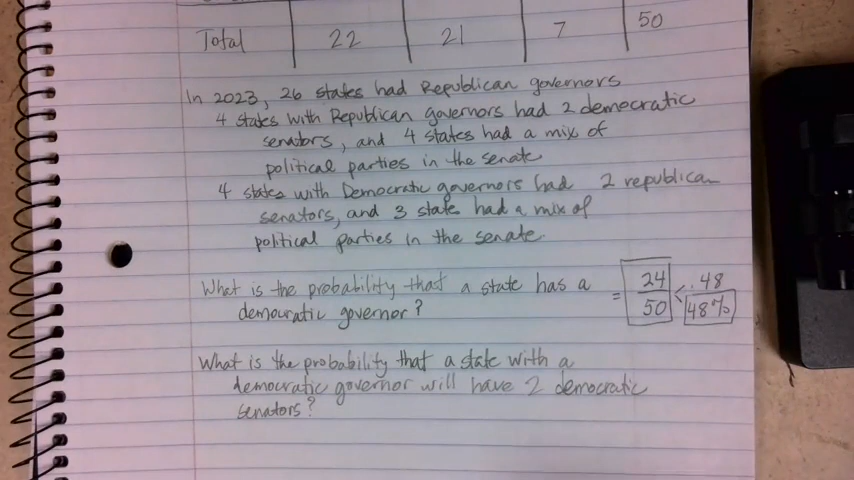 Total 22 21 7 50
In 2023, 26 states had Republican governors
4 states with Republican governors had 2 democratic
senators, and 4 states had a mix of
political parties in the senate
4 states with Democratic governors had 2 republican
senators, and 3 state had a mix of
political parties in the senate
What is the probability that a state has a
democratic governor?
= 24/50 < .48
48%
What is the probability that a state with a
democratic governor will have 2 democratic
senators?